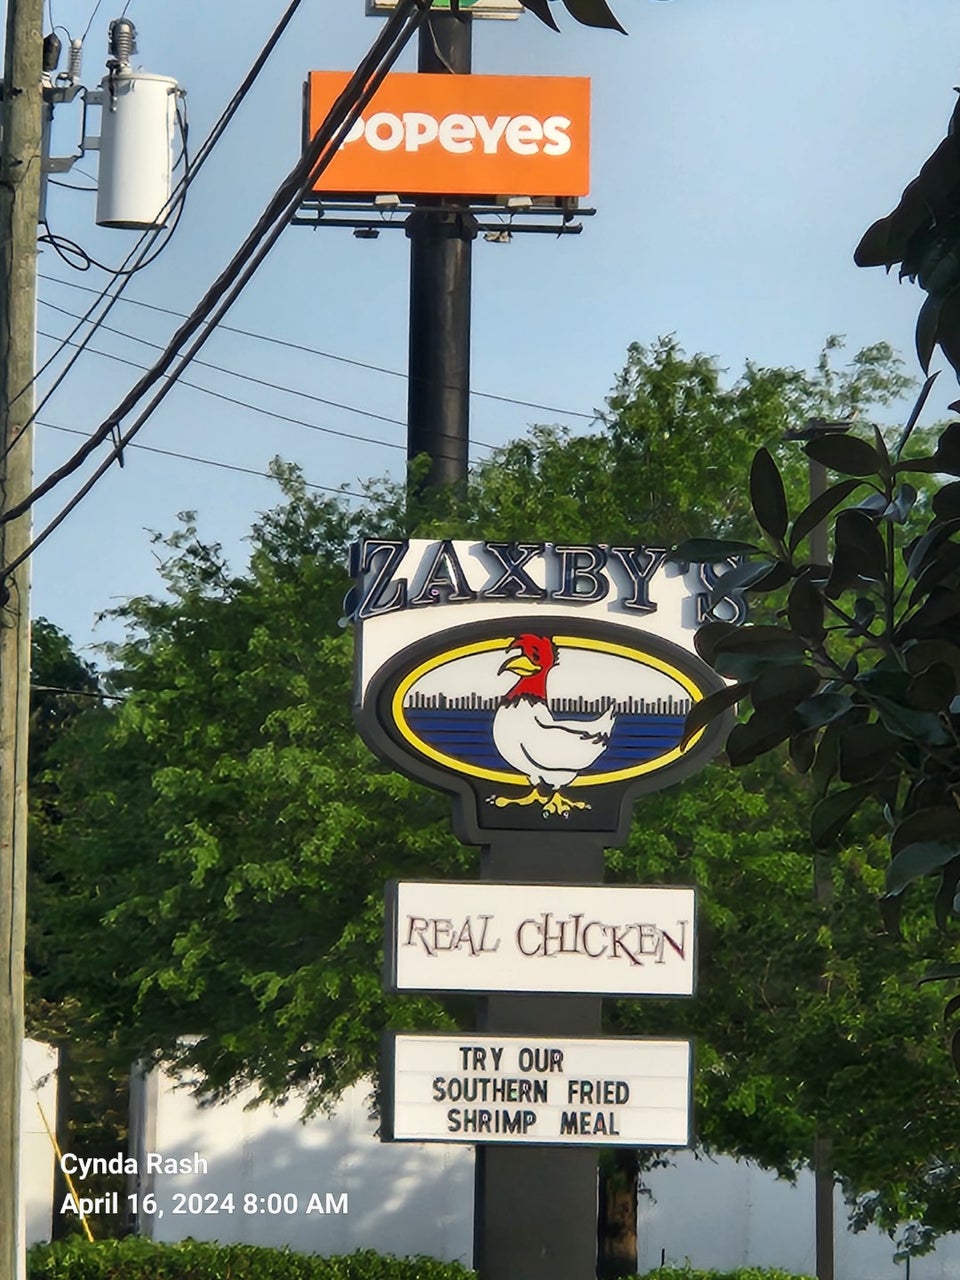 POPEYES
ZAXBY'S
REAL CHICKEN
TRY OUR
SOUTHERN FRIED
SHRIMP MEAL
Cynda Rash
April 16, 2024 8:00 AM